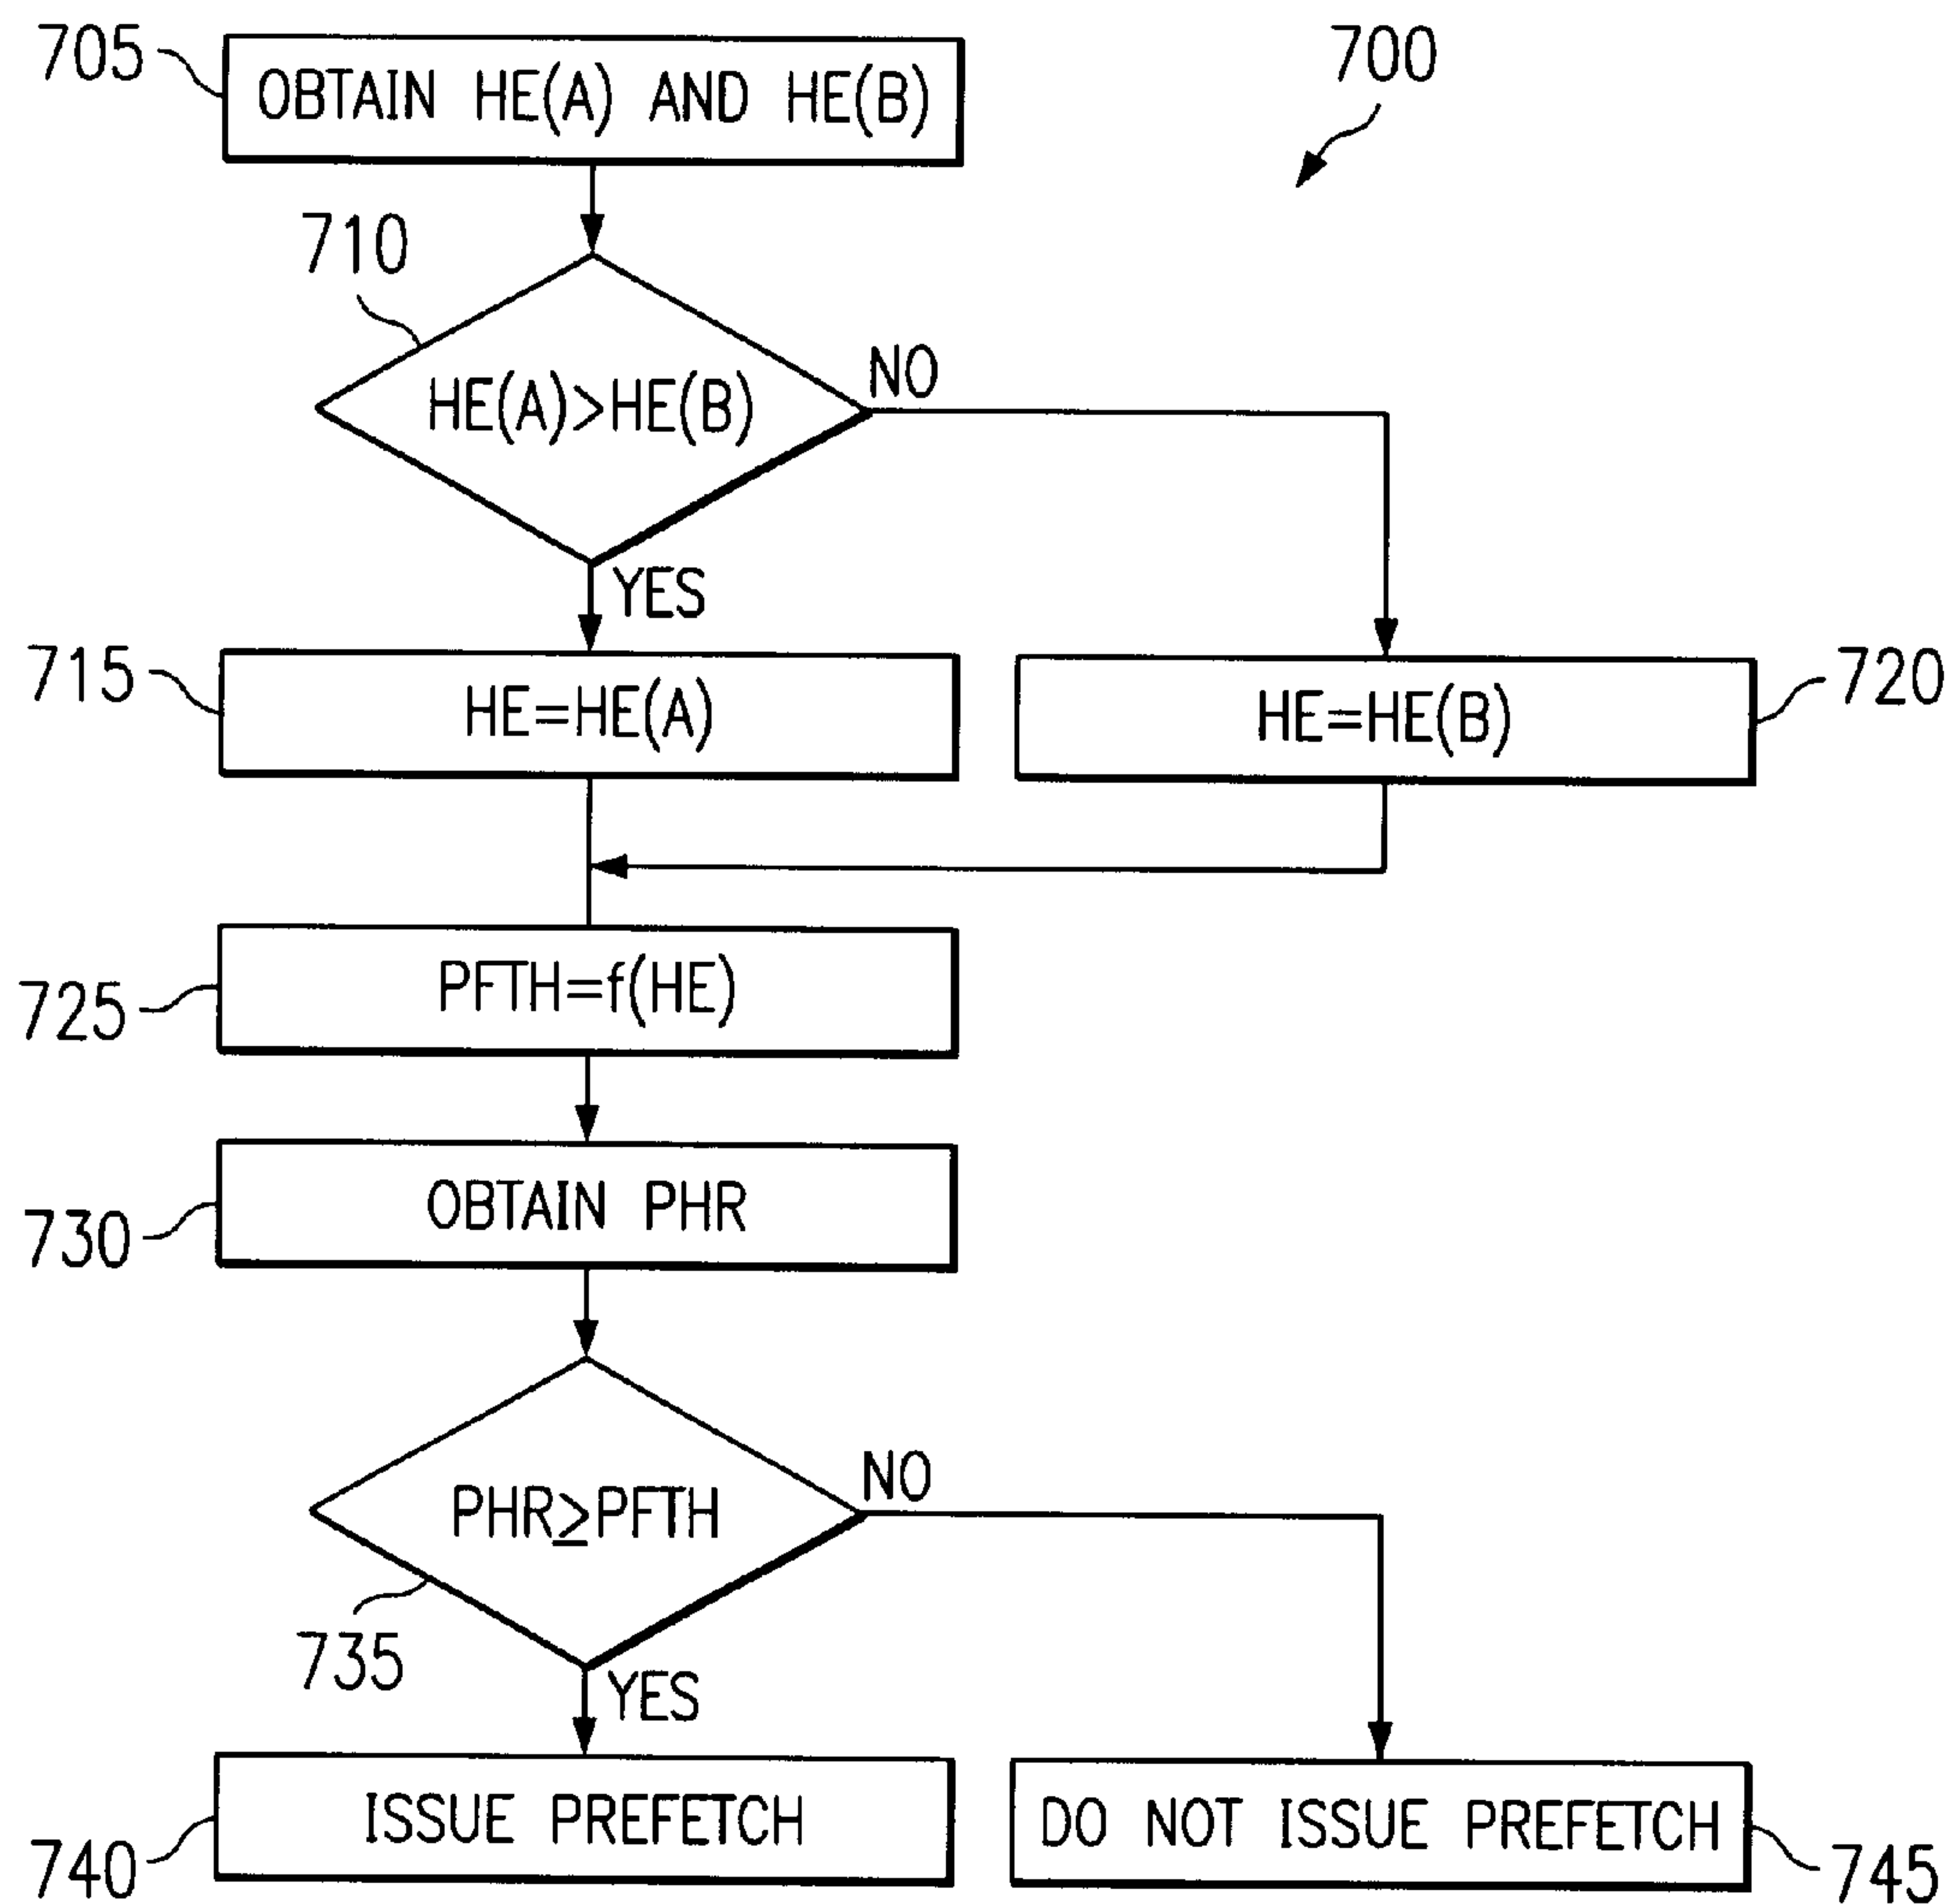 705
OBTAIN HE(A) AND HE(B)
700
710
HE(A)>HE(B)
NO
YES
715
HE=HE(A)
HE=HE(B)
720
PFTH=f(HE)
725
OBTAIN PHR
730
PHR≥PFTH
NO
735
YES
ISSUE PREFETCH
740
DO NOT ISSUE PREFETCH
745